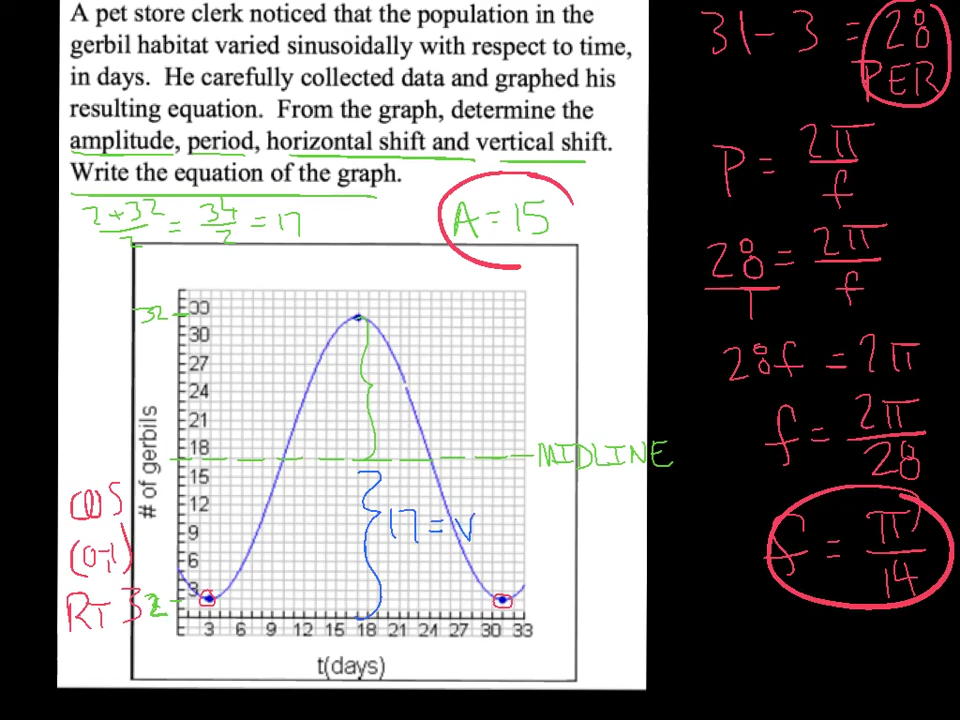 A pet store clerk noticed that the population in the
gerbil habitat varied sinusoidally with respect to time,
in days. He carefully collected data and graphed his
resulting equation. From the graph, determine the
amplitude, period, horizontal shift and vertical shift.
Write the equation of the graph.
2+32/2 = 34/2 = 17
A = 15
31 - 3 = 28
PER
P = 2π/f
28/1 = 2π/f
28f = 2π
f = 2π/28
f = π/14
32
33
30
27
24
21
18
15
12
9
6
3
2
# of gerbils
MIDLINE
17 = V
COS
RT 3
3 6 9 12 15 18 21 24 27 30 33
t(days)